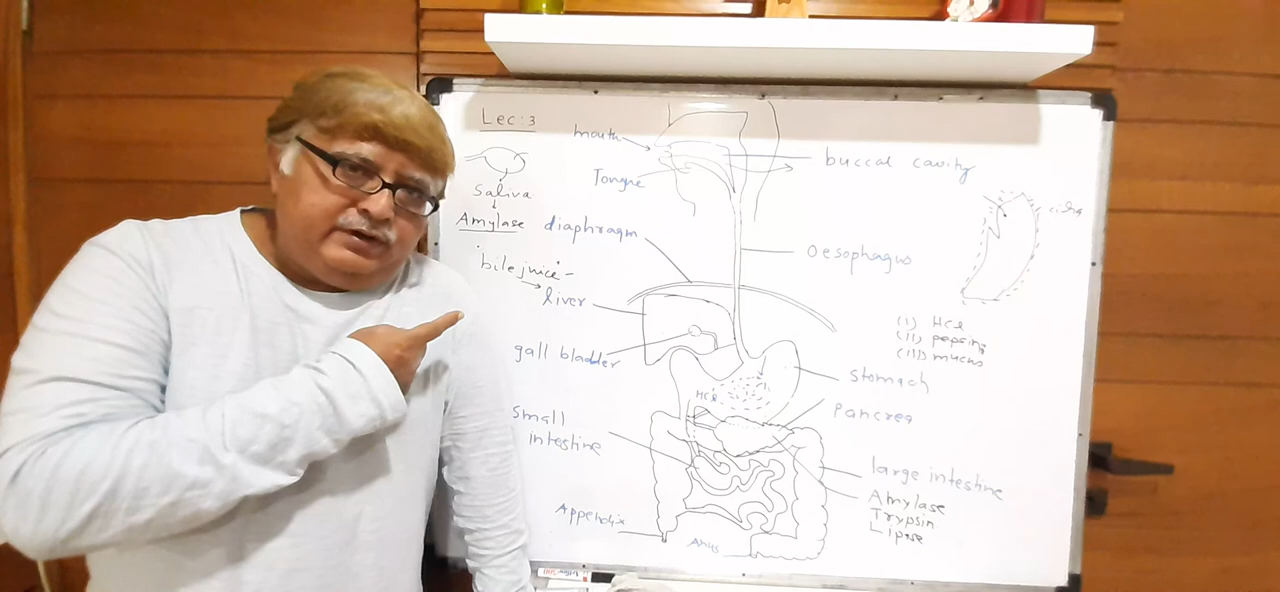 Lec: 3
mouth
buccal cavity
Tongue
Saliva
Amylase
diaphragm
Oesophagus
"bile juice" -
liver
(i) HCl
(ii) pepsin
(iii) mucus
gall bladder
stomach
HCl
Pancrea
Small
intestine
large intestine
Amylase
Trypsin
Lipase
Appendix
Anus